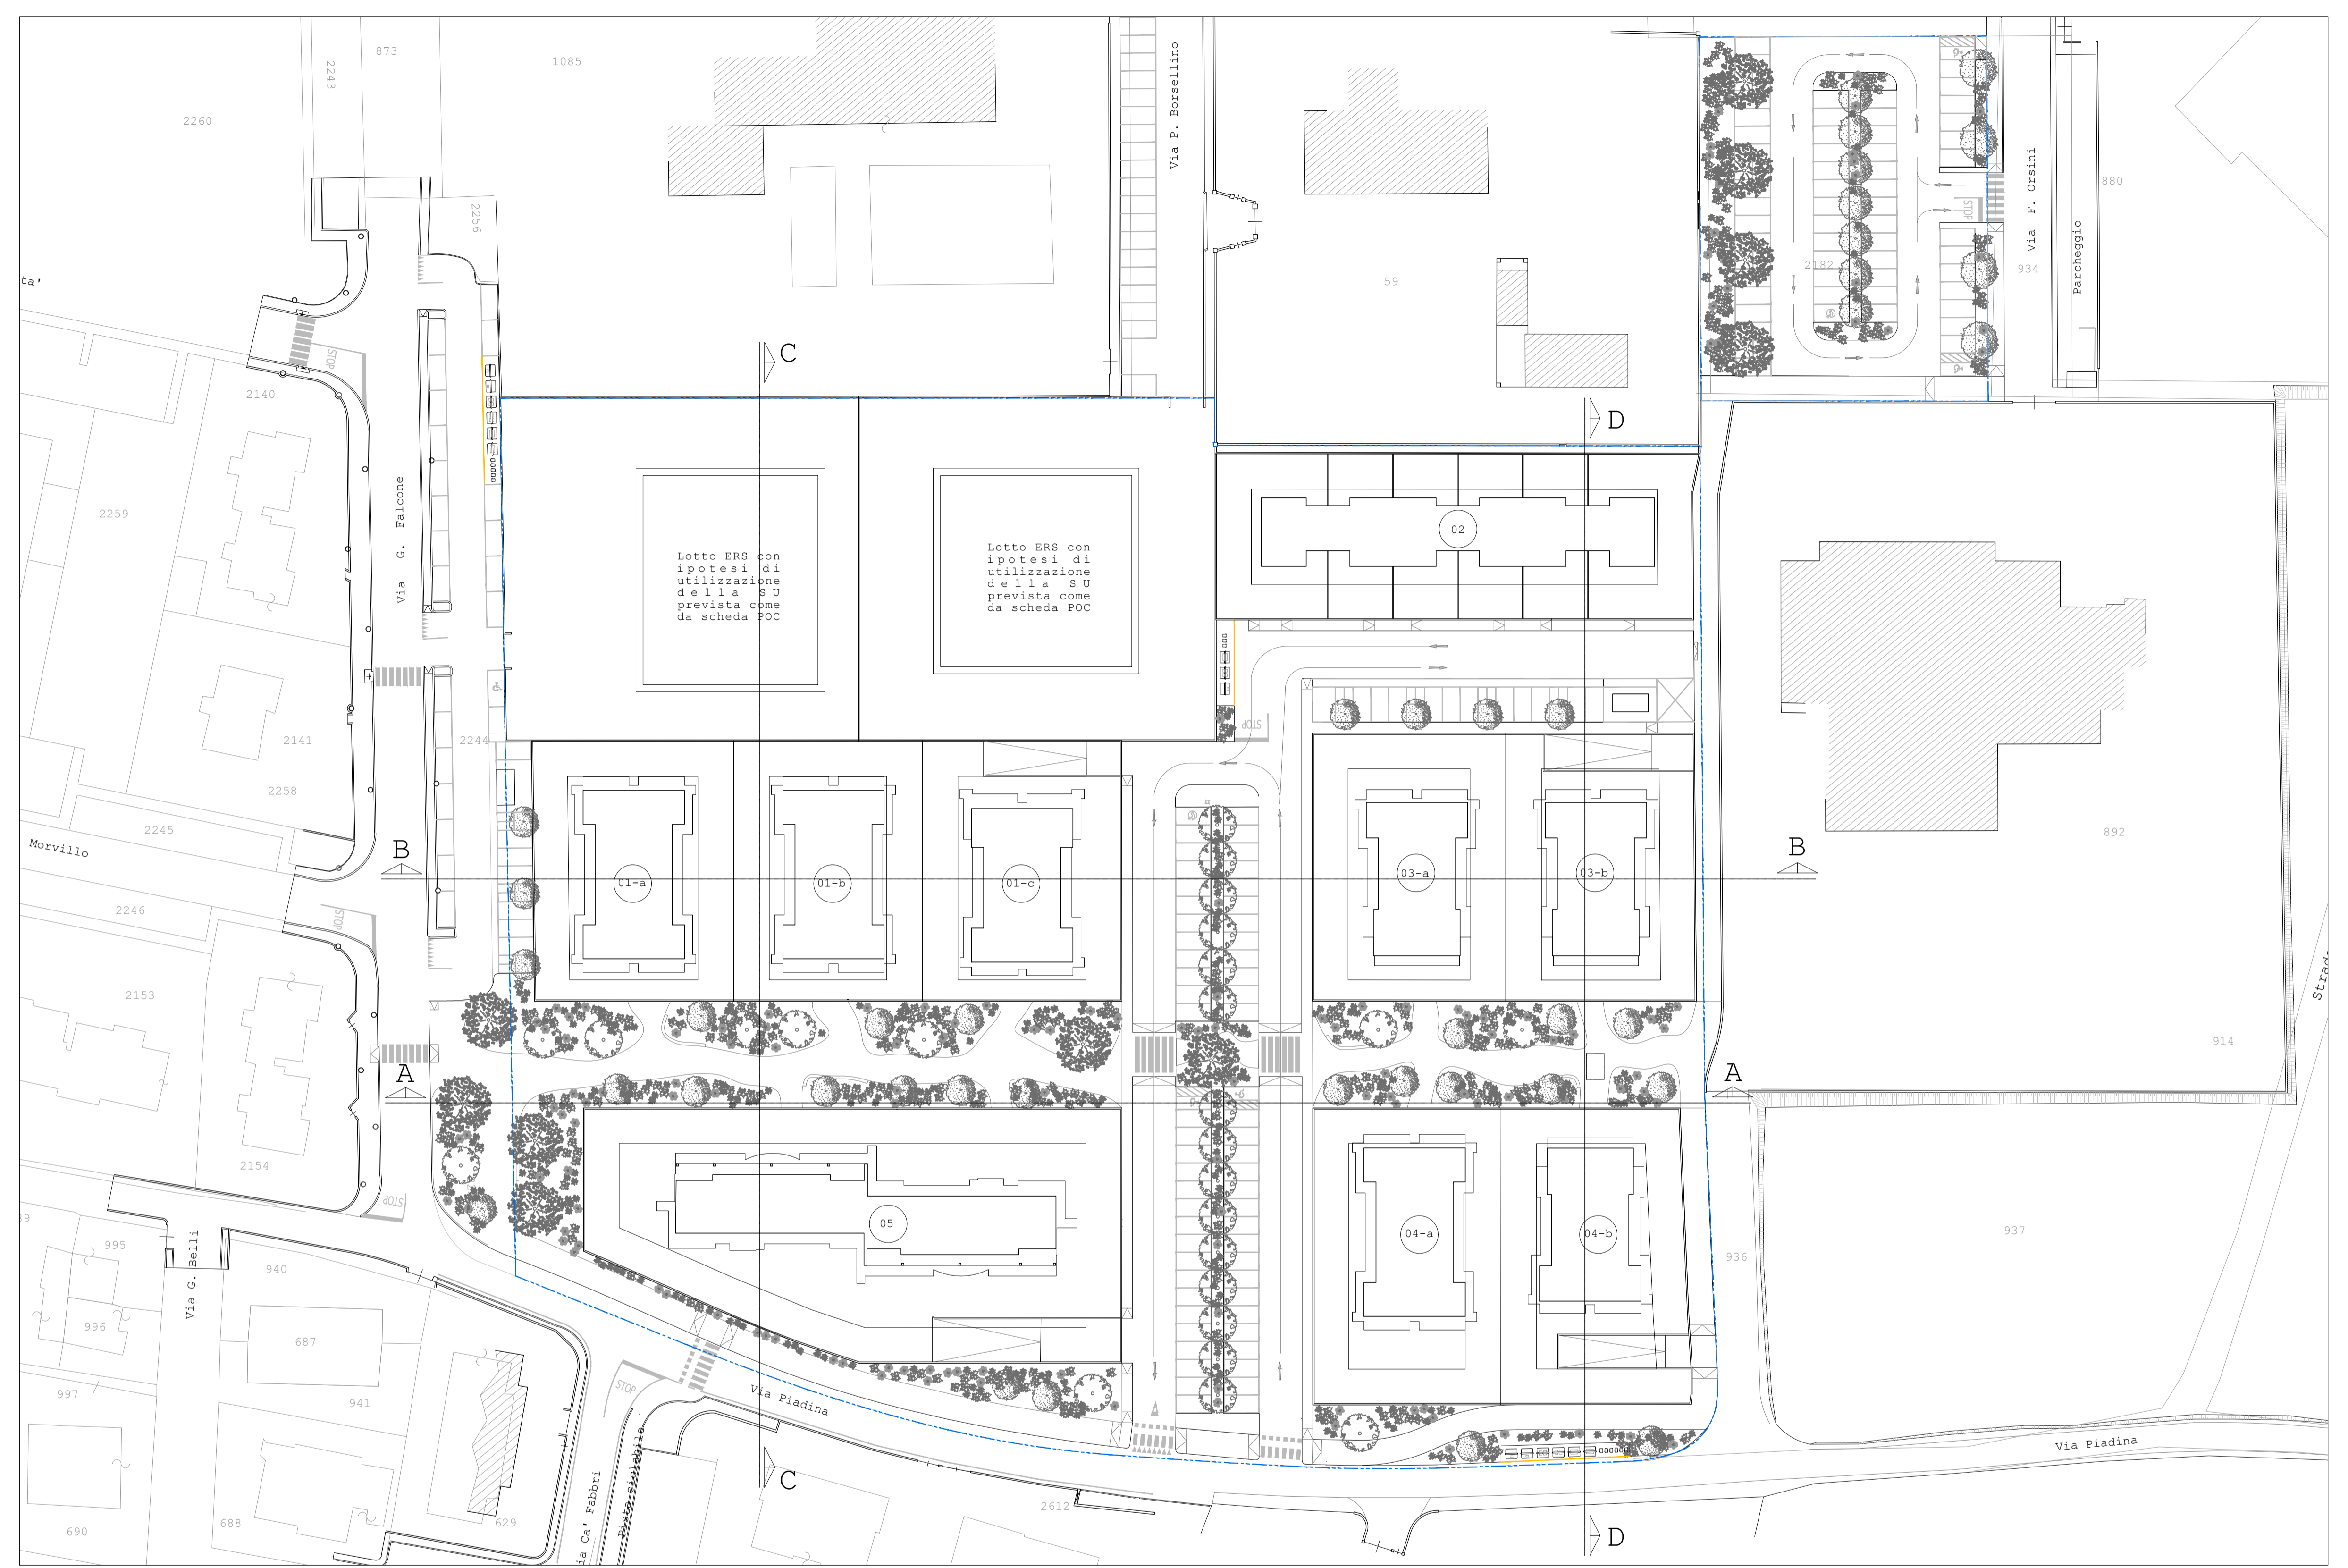 873
2243
1085
2260
Via P. Borsellino
Via F. Orsini
880
2256
59
2182
934
Parcheggio
STOP
ta'
STOP
C
2140
D
Via G. Falcone
2259
Lotto ERS con
ipotesi di
utilizzazione
della SU
prevista come
da scheda POC
Lotto ERS con
ipotesi di
utilizzazione
della SU
prevista come
da scheda POC
02
2141
2244
STOP
2258
2245
892
Morvillo
B
B
01-a
01-b
01-c
03-a
03-b
2246
STOP
2153
914
A
A
2154
STOP
05
04-a
04-b
937
936
995
Via G. Belli
940
996
687
997
941
STOP
Via Piadina
Via Piadina
C
2612
688
690
629
ia Ca' Fabbri
Pista ciclabile
D